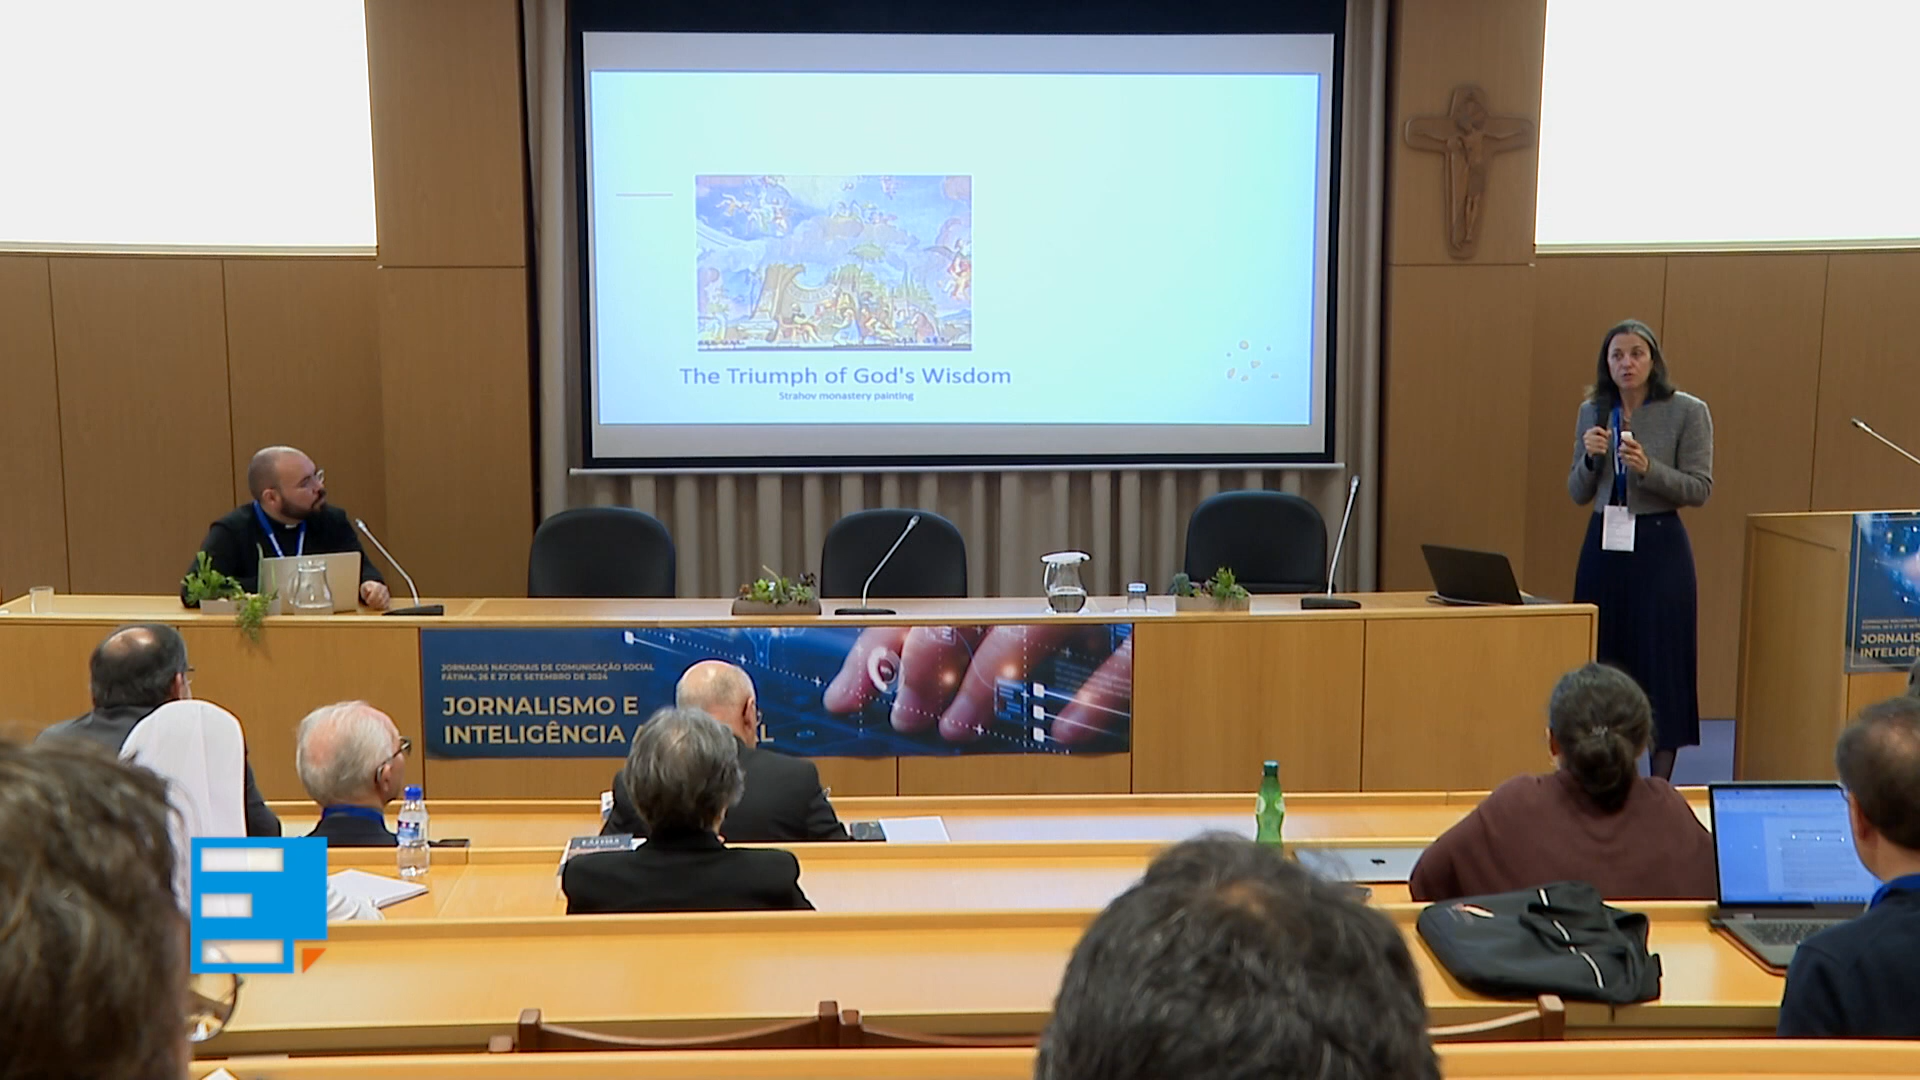 The Triumph of God's Wisdom
Strahov monastery painting
JORNADAS NACIONAIS DE COMUNICAÇÃO SOCIAL
FÁTIMA, 26 E 27 DE SETEMBRO DE 2024
JORNALISMO E
INTELIGÊNCIA A
L
JORNALIS
INTELIGÊN